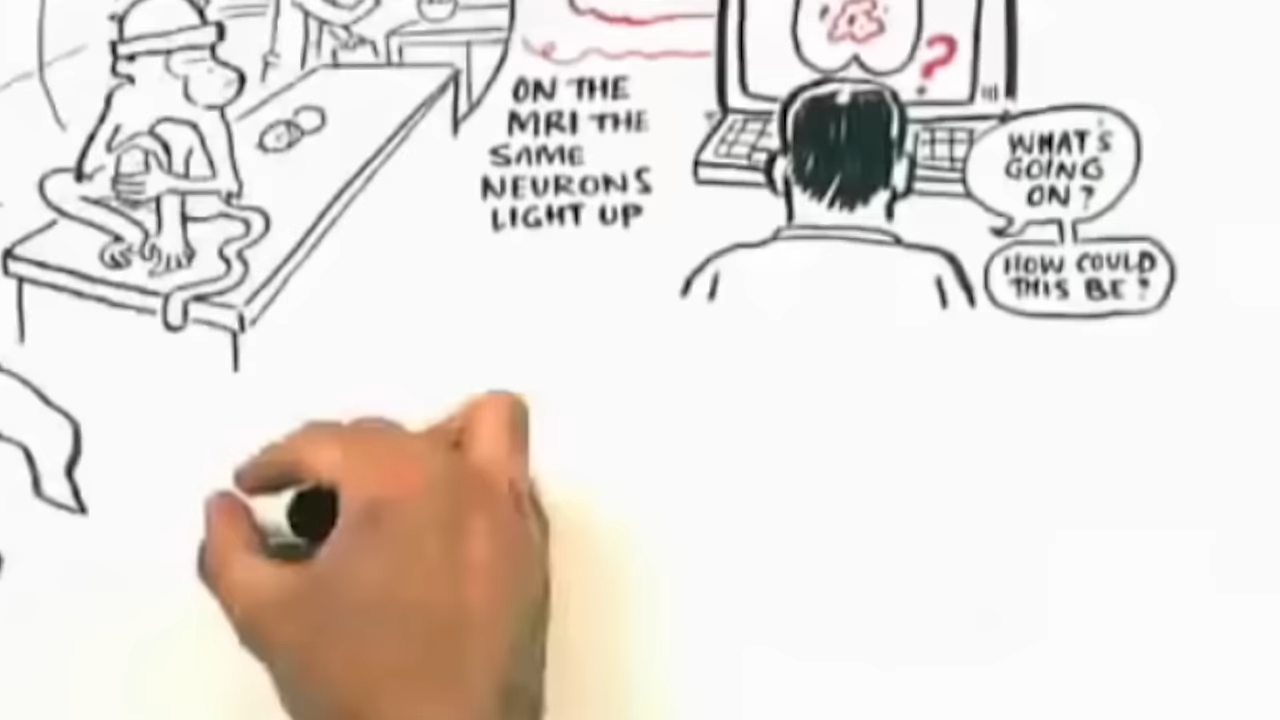 ON THE
MRI THE
SAME
NEURONS
LIGHT UP
?
WHAT'S
GOING
ON?
HOW COULD
THIS BE?